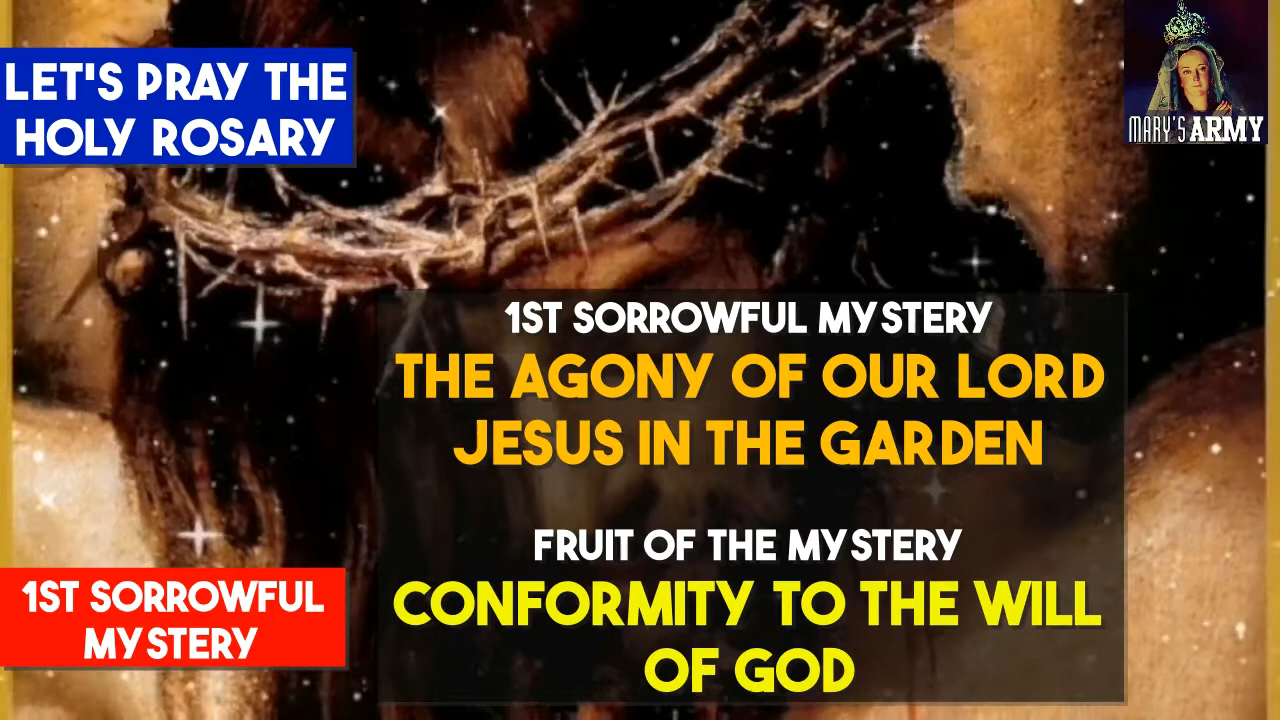 LET'S PRAY THE
HOLY ROSARY
MARY'S ARMY
1ST SORROWFUL MYSTERY
THE AGONY OF OUR LORD
JESUS IN THE GARDEN
FRUIT OF THE MYSTERY
CONFORMITY TO THE WILL
OF GOD
1ST SORROWFUL
MYSTERY